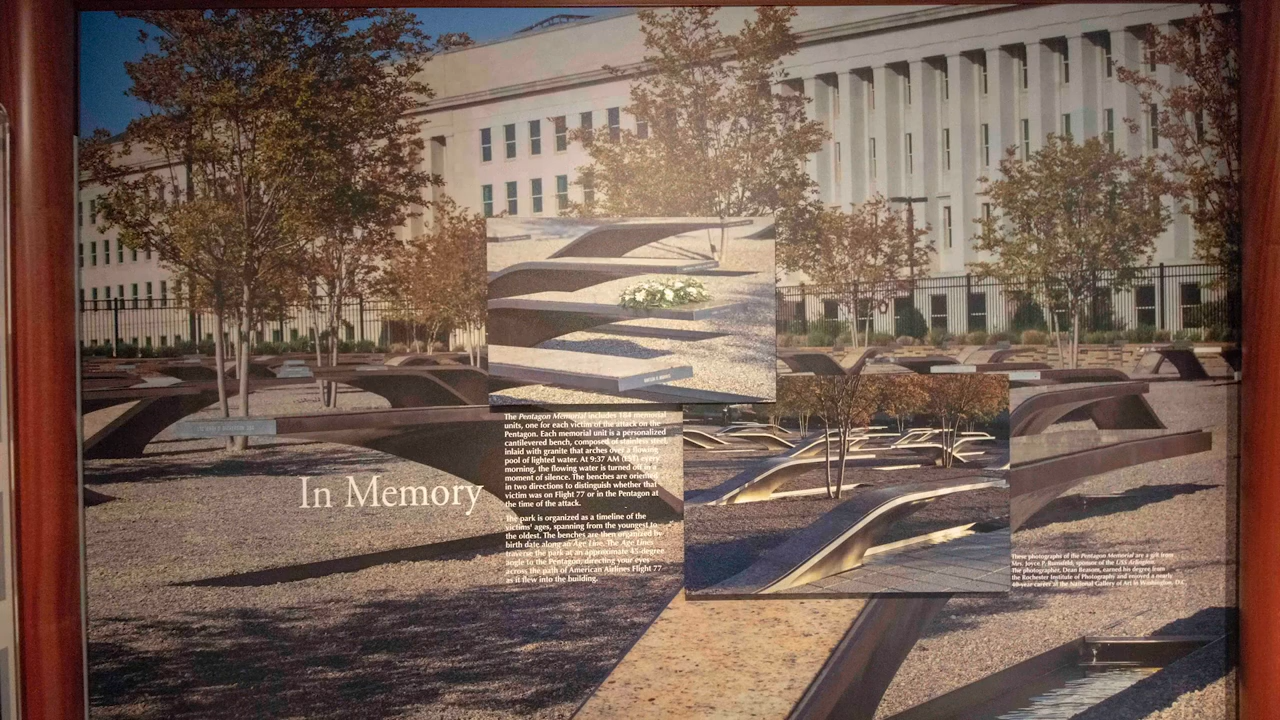 In Memory
The Pentagon Memorial includes 184 memorial
units, one for each victim of the attack on the
Pentagon. Each memorial unit is a personalized
cantilevered bench, composed of stainless steel,
inlaid with granite that arches over a flowing
pool of lighted water. At 9:37 AM (EST) every
morning, the flowing water is turned off in a
moment of silence. The benches are oriented
in two directions to distinguish whether that
victim was on Flight 77 or in the Pentagon at
the time of the attack.
The park is organized as a timeline of the
victims' ages, spanning from the youngest to
the oldest. The benches are then organized by
birth date along an Age Line. The Age Lines
traverse the park at an approximate 45-degree
angle to the Pentagon, directing your eyes
across the path of American Airlines Flight 77
as it flew into the building.
These photographs of the Pentagon Memorial are a gift from
Mrs. Joyce P. sponsor of the USS Arlington.
The photographer, Dean Beasom, earned his degree from
the Rochester Institute of Photography and enjoyed a nearly
40-year career at the National Gallery of Art in Washington, D.C.